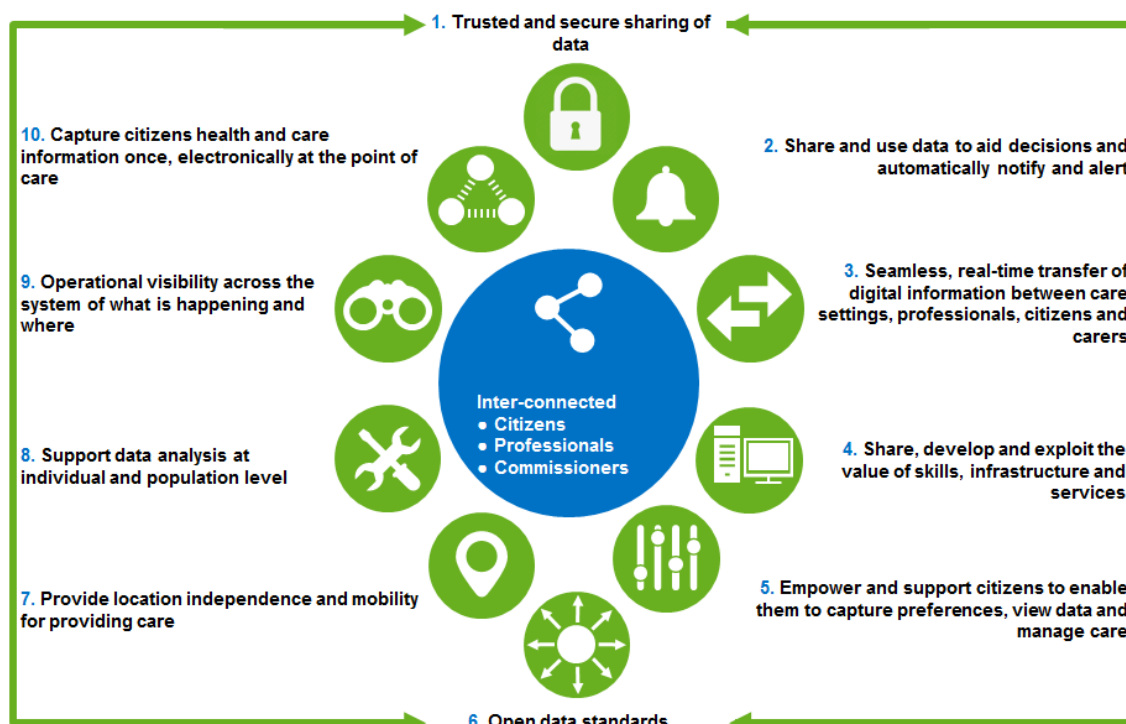 1. Trusted and secure sharing of
data
10. Capture citizens health and care
information once, electronically at the point of
care
2. Share and use data to aid decisions and
automatically notify and alert
9. Operational visibility across the
system of what is happening and
where
3. Seamless, real-time transfer of
digital information between care
settings, professionals, citizens and
carers
Inter-connected
● Citizens
● Professionals
● Commissioners
8. Support data analysis at
individual and population level
4. Share, develop and exploit the
value of skills, infrastructure and
services
7. Provide location independence and mobility
for providing care
5. Empower and support citizens to enable
them to capture preferences, view data and
manage care
6. Open data standards